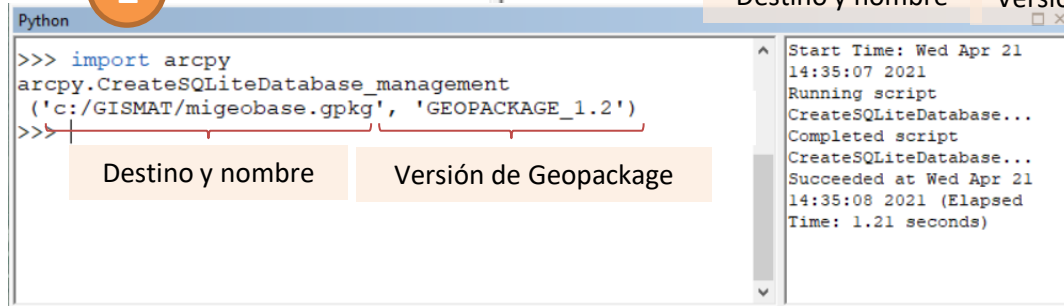 Destino y nombre
Python
>>> import arcpy
arcpy.CreateSQLiteDatabase_management
('c:/GISMAT/migeobase.gpkg', 'GEOPACKAGE_1.2')
>>>
Destino y nombre
Versión de Geopackage
Start Time: Wed Apr 21
14:35:07 2021
Running script
CreateSQLiteDatabase...
Completed script
CreateSQLiteDatabase...
Succeeded at Wed Apr 21
14:35:08 2021 (Elapsed
Time: 1.21 seconds)